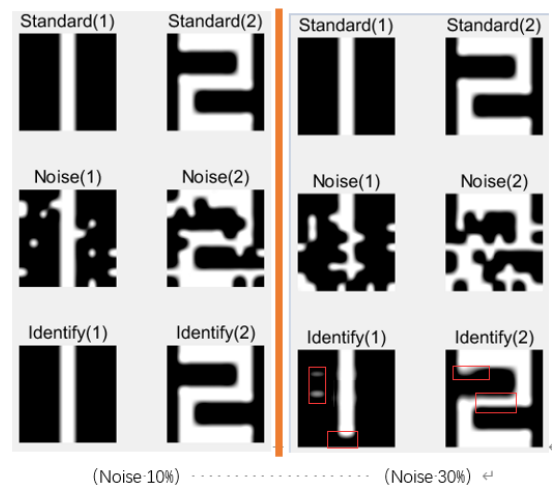 Standard(1) Standard(2) Standard(1) Standard(2)
Noise(1) Noise(2) Noise(1) Noise(2)
Identify(1) Identify(2) Identify(1) Identify(2)
(Noise 10%) (Noise 30%)